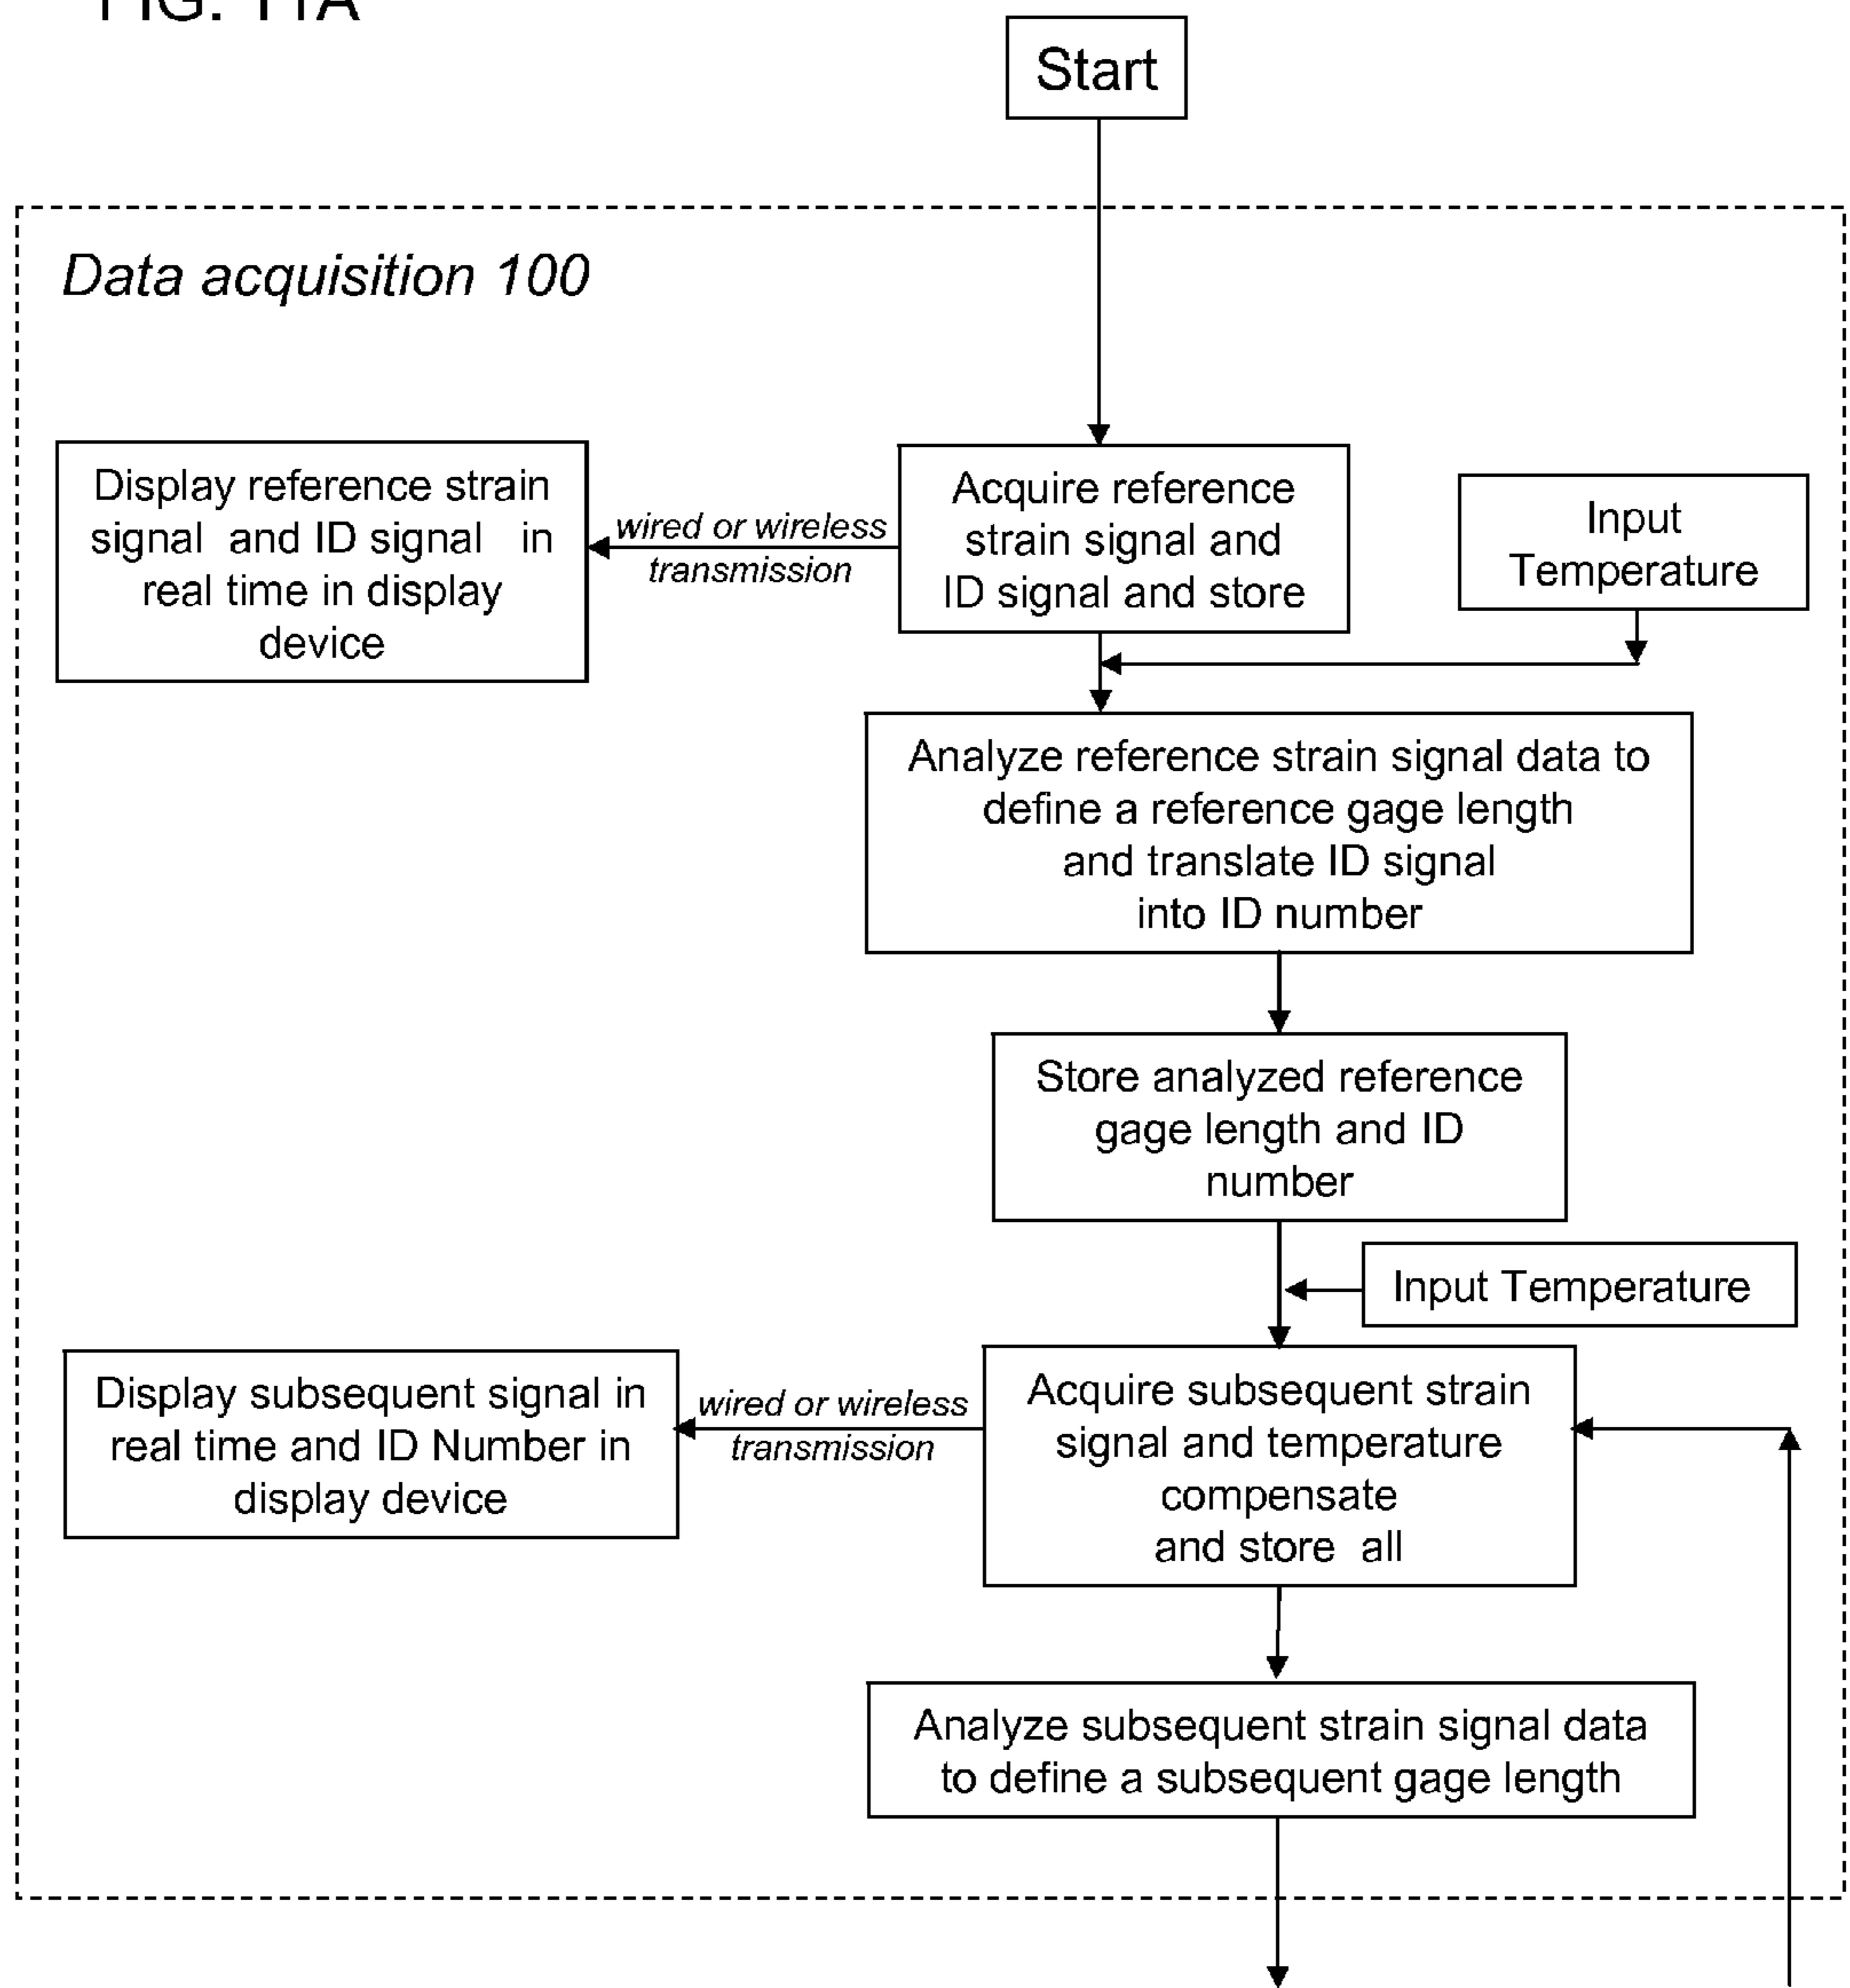 FIG. 11A
Start
Data acquisition 100
Display reference strain
signal and ID signal in
real time in display
device
wired or wireless
transmission
Acquire reference
strain signal and
ID signal and store
Input
Temperature
Analyze reference strain signal data to
define a reference gage length
and translate ID signal
into ID number
Store analyzed reference
gage length and ID
number
Input Temperature
Display subsequent signal in
real time and ID Number in
display device
wired or wireless
transmission
Acquire subsequent strain
signal and temperature
compensate
and store all
Analyze subsequent strain signal data
to define a subsequent gage length